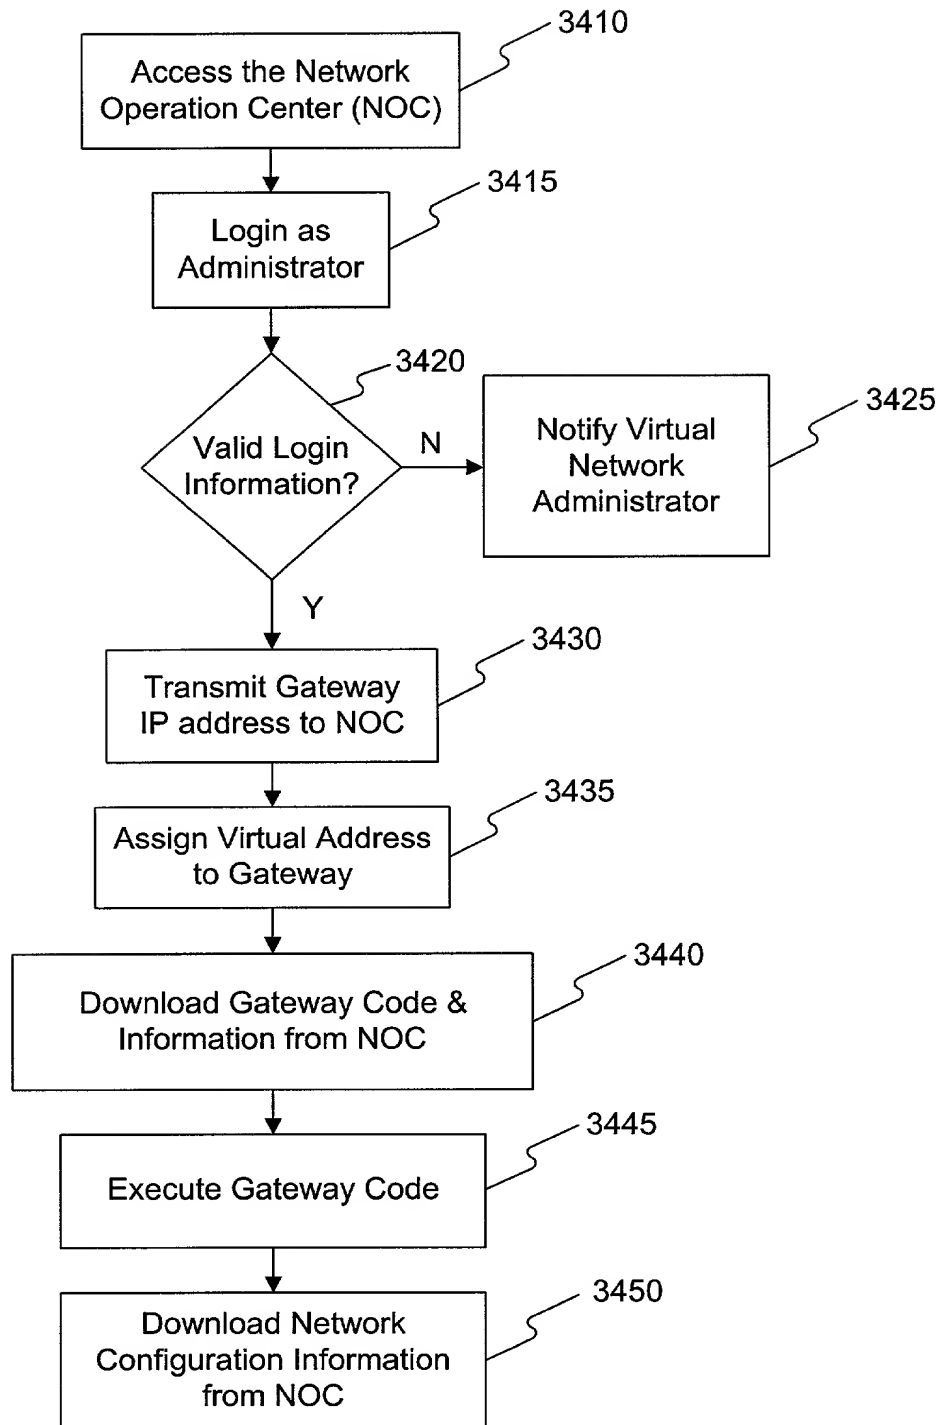 3410
Access the Network
Operation Center (NOC)
3415
Login as
Administrator
3420
Valid Login
Information?
N
3425
Notify Virtual
Network
Administrator
Y
3430
Transmit Gateway
IP address to NOC
3435
Assign Virtual Address
to Gateway
3440
Download Gateway Code &
Information from NOC
3445
Execute Gateway Code
3450
Download Network
Configuration Information
from NOC